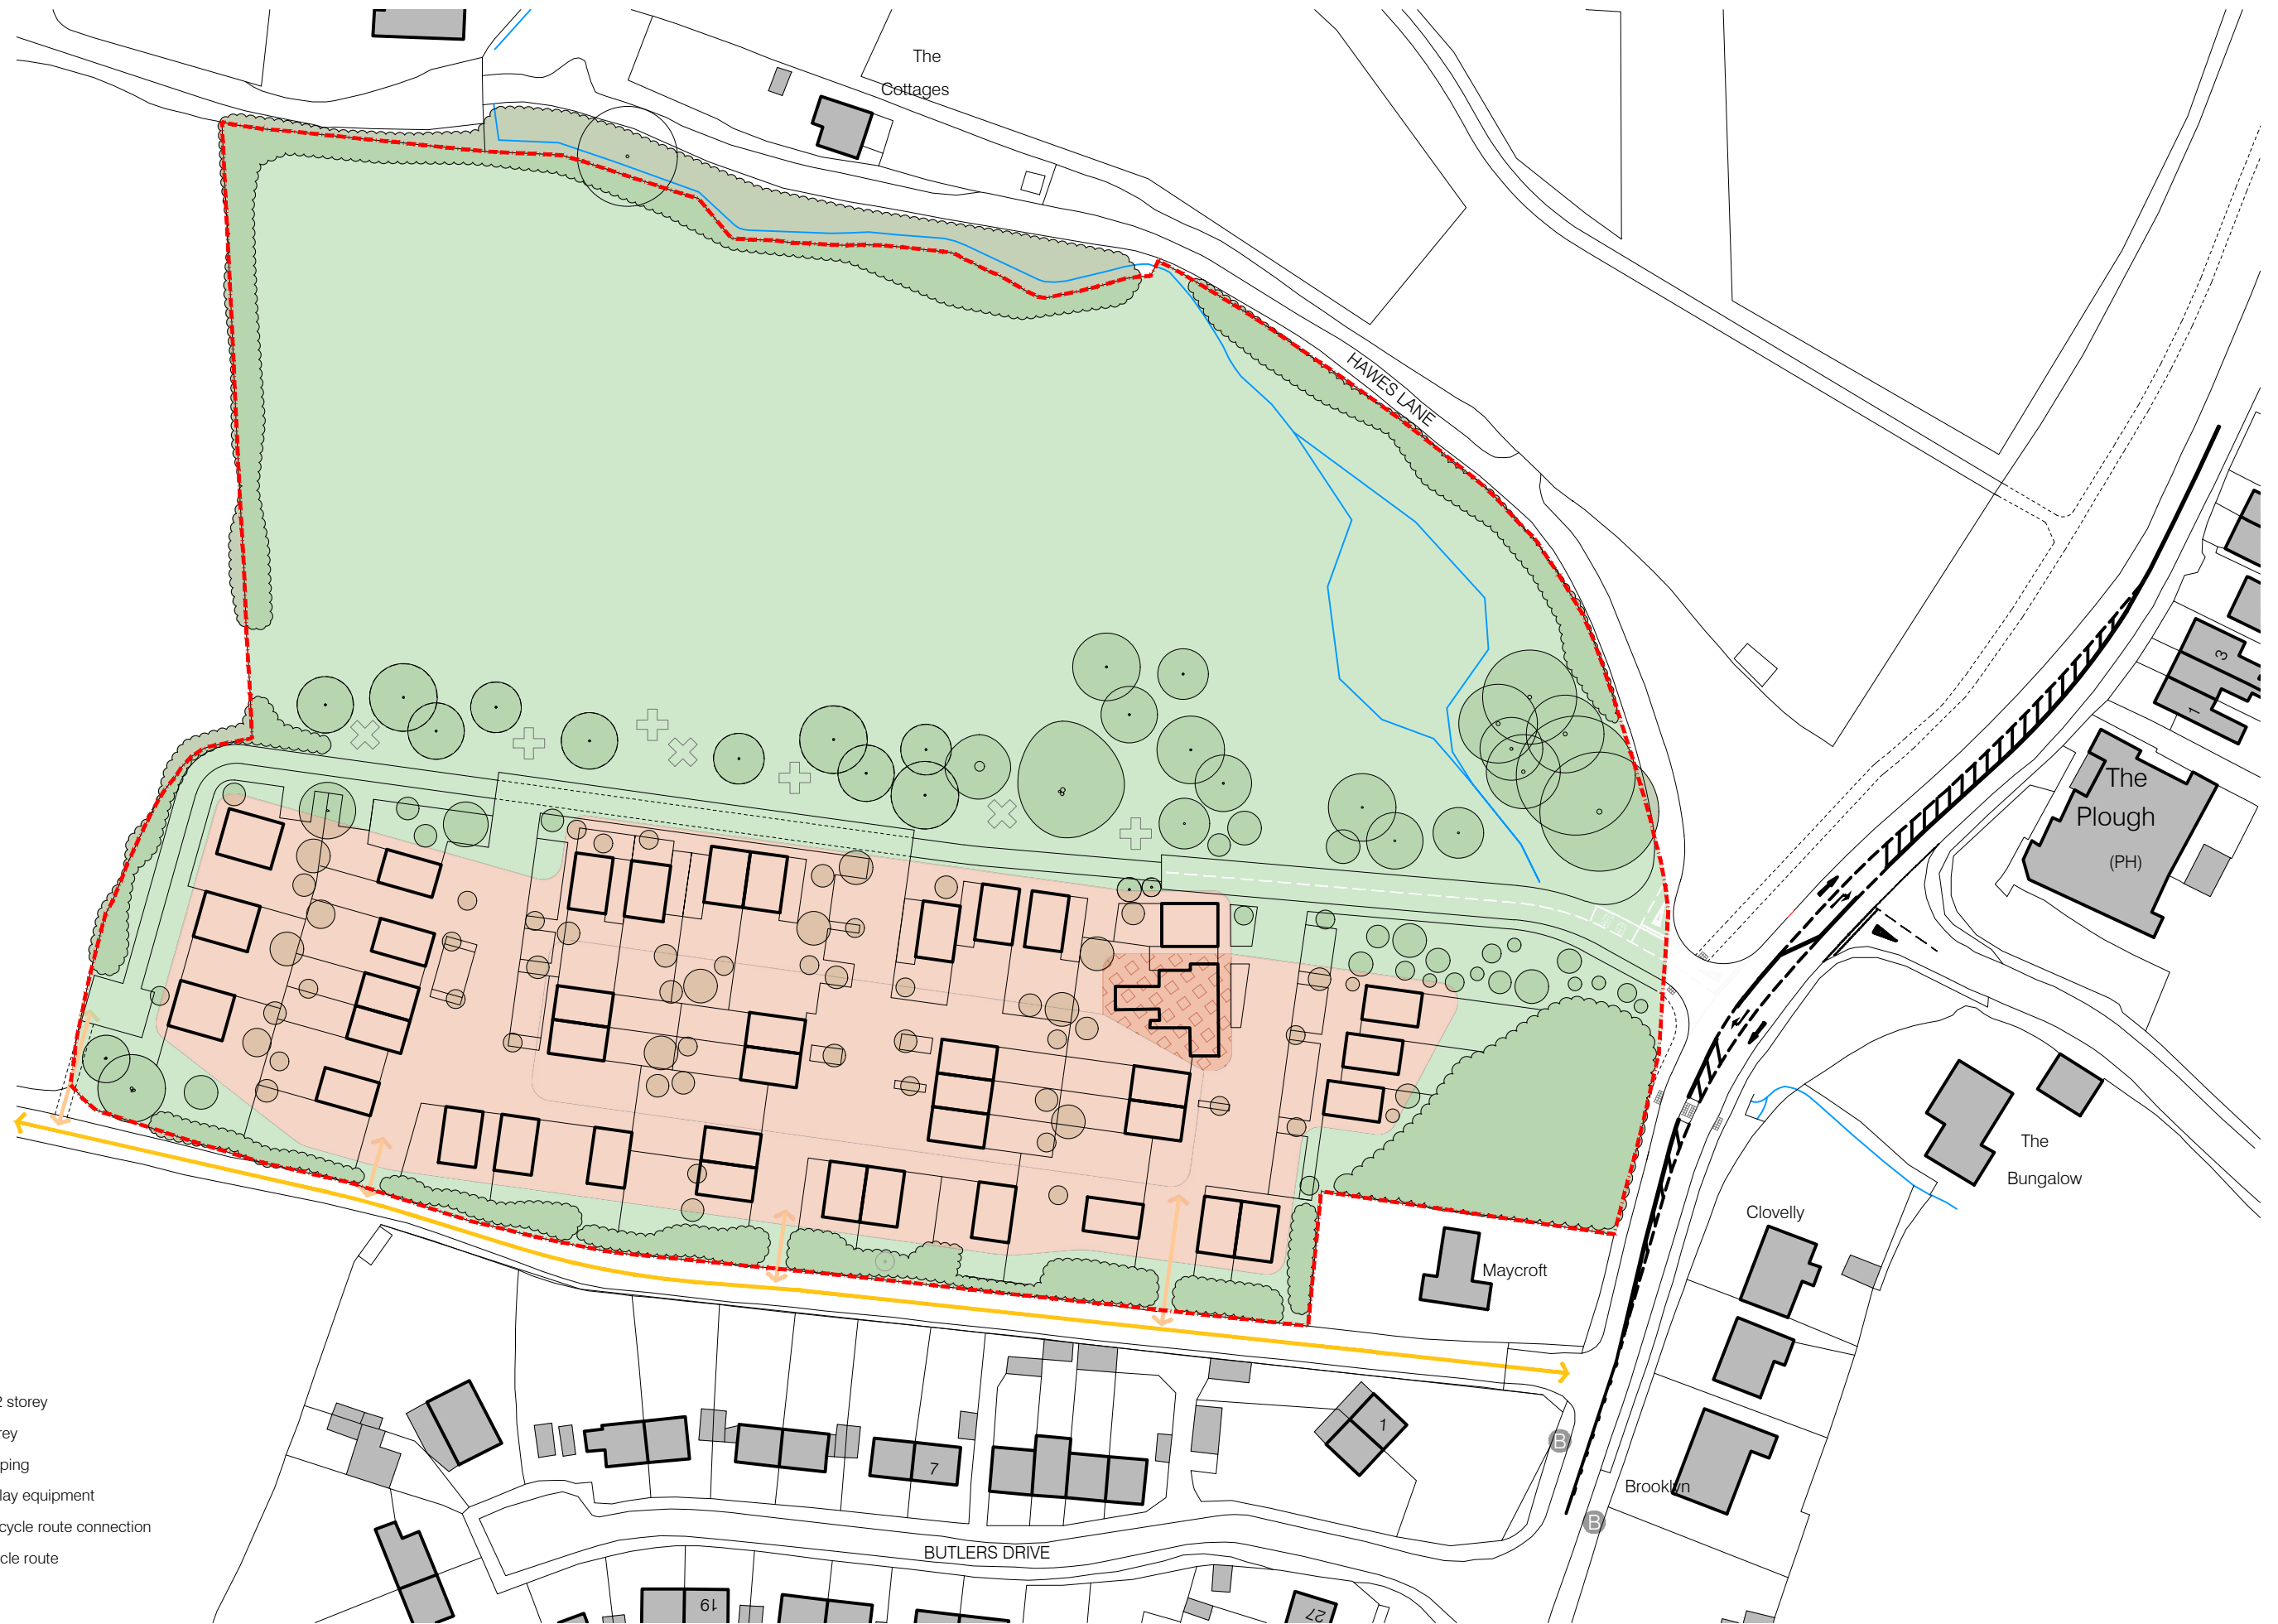 The
Cottages
HAWES LANE
3
1
The
Plough
(PH)
The
Bungalow
Clovelly
Maycroft
2 storey
rey
ping
lay equipment
cycle route connection
cle route
1
7
B
Brooklyn
B
BUTLERS DRIVE
19
27